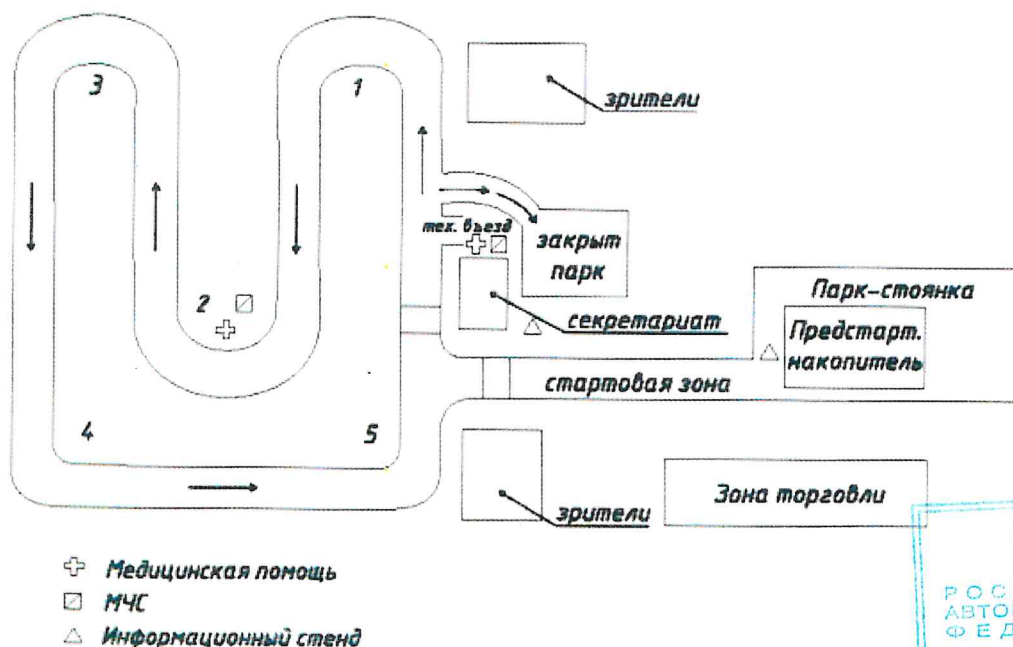 3
1
зрители
тех. въезд
закрыт
парк
2
секретариат
Парк-стоянка
Предстарт.
накопитель
стартовая зона
4
5
зрители
Зона торговли
Медицинская помощь
МЧС
Информационный стенд
РОС
АВТО
ФЕД